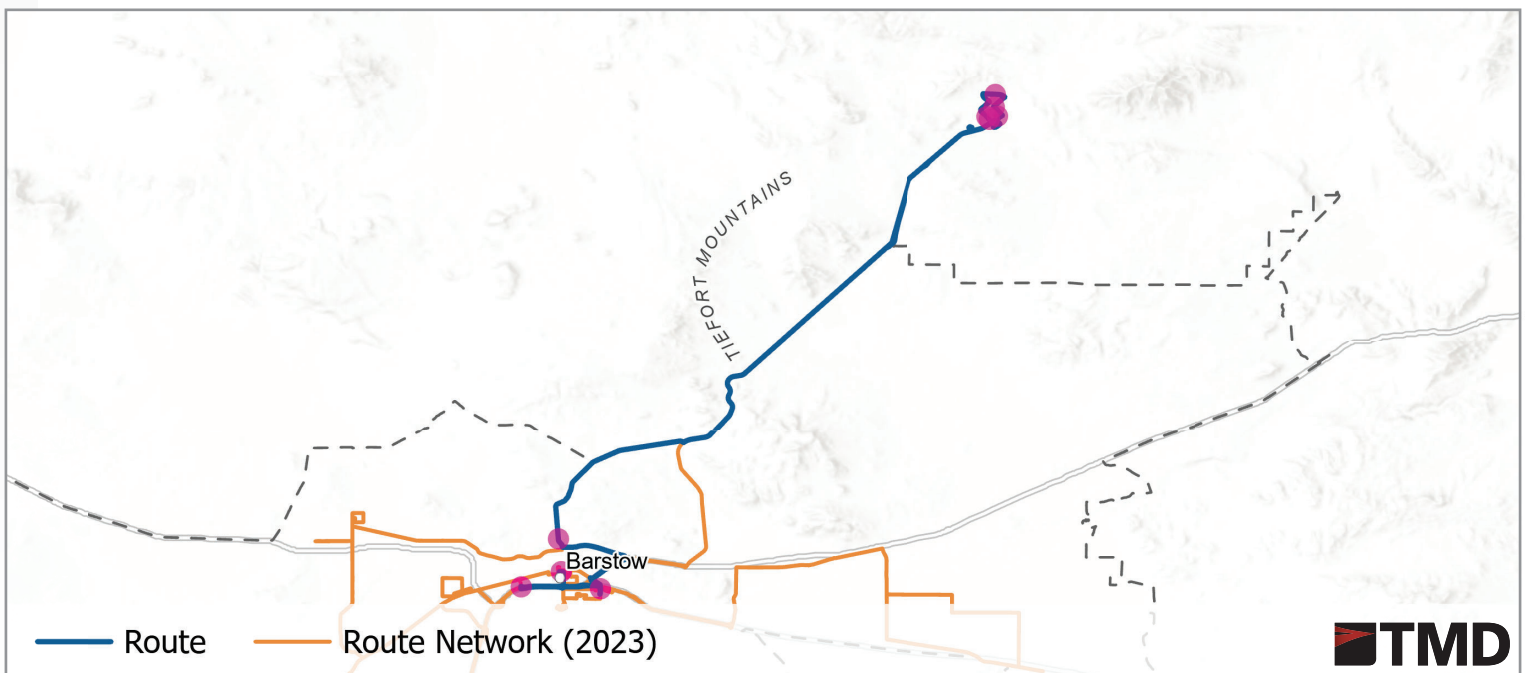 TIEFORT MOUNTAINS
Barstow
Route
Route Network (2023)
TMD